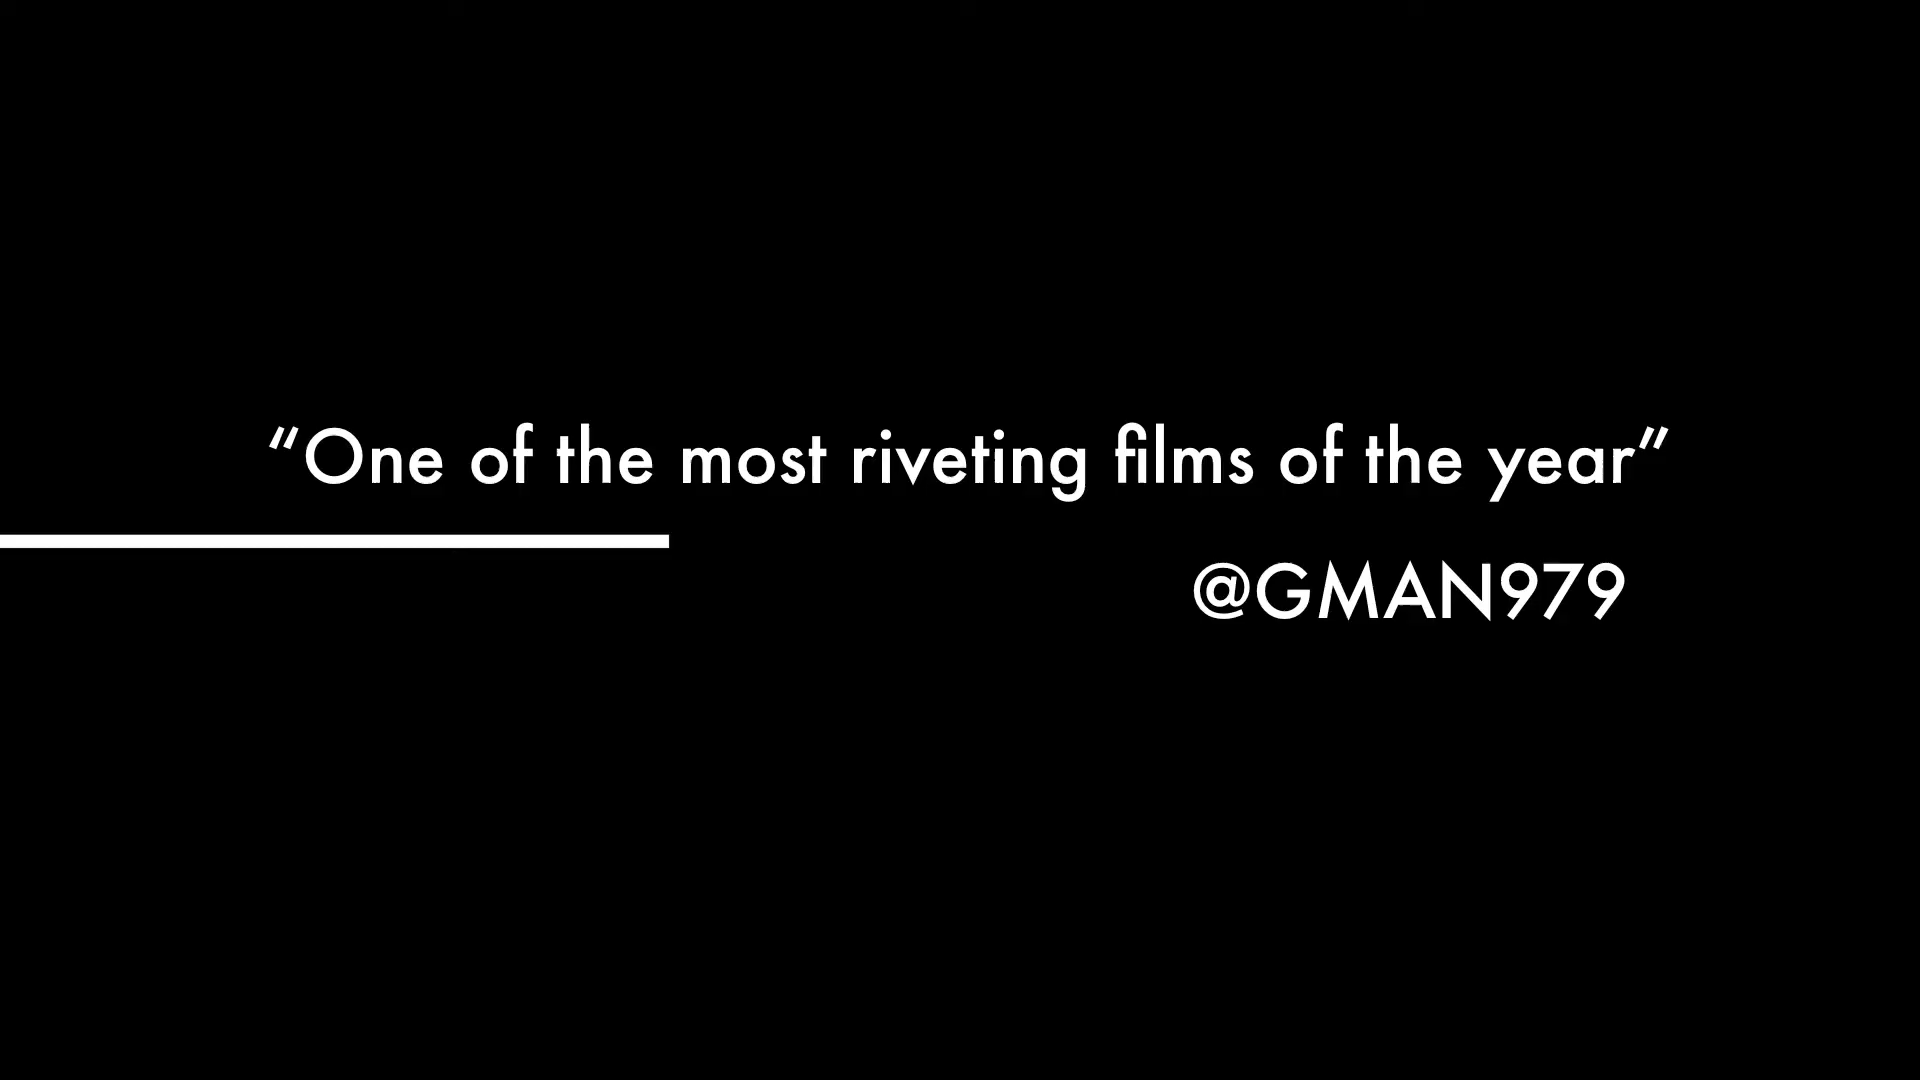 “One of the most riveting films of the year”
@GMAN979